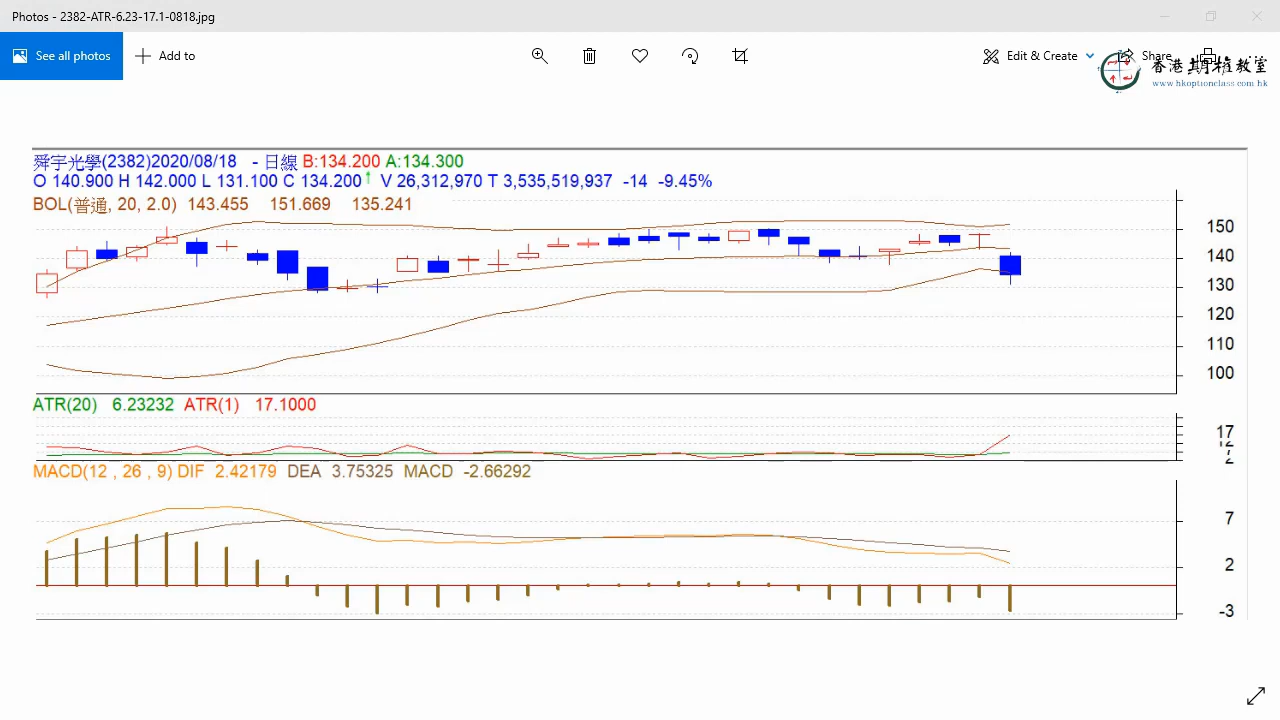 Photos - 2382-ATR-6.23-17.1-0818.jpg
See all photos
Add to
Edit & Create
Share
香港期權教室
www.hkoptionclass.com.hk
舜宇光學(2382)2020/08/18 - 日線 B:134.200 A:134.300
O 140.900 H 142.000 L 131.100 C 134.200↑ V 26,312,970 T 3,535,519,937 -14 -9.45%
BOL(普通, 20, 2.0) 143.455 151.669 135.241
150
140
130
120
110
100
ATR(20) 6.23232 ATR(1) 17.1000
17
12
2
MACD(12 , 26 , 9) DIF 2.42179 DEA 3.75325 MACD -2.66292
7
2
-3